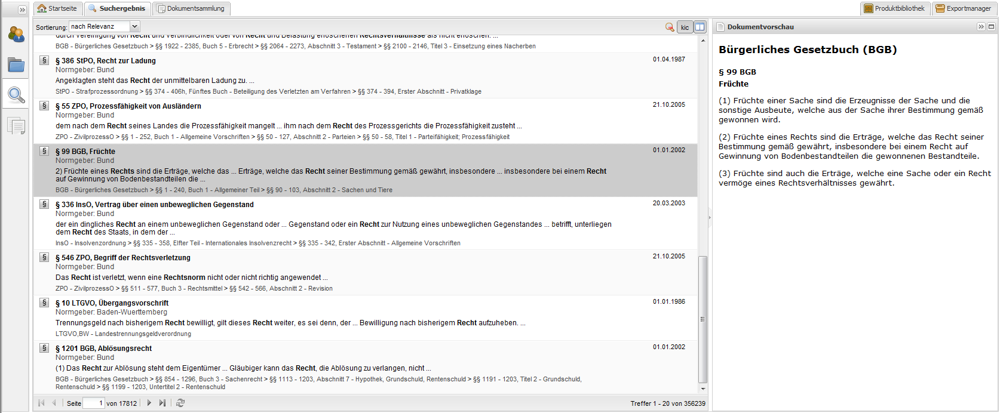 Startseite
Suchergebnis
Dokumentsammlung
Produktbibliothek
Exportmanager
Sortierung: nach Relevanz
kic
durch Vereinigung von Recht und Verbindlichkeit oder von Recht und Belastung erloschenen Rechtsverhältnisse als nicht erloschen. ...
BGB - Bürgerliches Gesetzbuch > §§ 1922 - 2385, Buch 5 - Erbrecht > §§ 2064 - 2273, Abschnitt 3 - Testament > §§ 2100 - 2146, Titel 3 - Einsetzung eines Nacherben
§ § 386 StPO, Recht zur Ladung 01.04.1987
Normgeber: Bund
Angeklagten steht das Recht der unmittelbaren Ladung zu. ...
StPO - Strafprozessordnung > §§ 374 - 406h, Fünftes Buch - Beteiligung des Verletzten am Verfahren > §§ 374 - 394, Erster Abschnitt - Privatklage
§ § 55 ZPO, Prozessfähigkeit von Ausländern 21.10.2005
Normgeber: Bund
dem nach dem Recht seines Landes die Prozessfähigkeit mangelt ... ihm nach dem Recht des Prozessgerichts die Prozessfähigkeit zusteht ...
ZPO - ZivilprozessO > §§ 1 - 252, Buch 1 - Allgemeine Vorschriften > §§ 50 - 127, Abschnitt 2 - Parteien > §§ 50 - 58, Titel 1 - Parteifähigkeit; Prozessfähigkeit
§ § 99 BGB, Früchte 01.01.2002
Normgeber: Bund
2) Früchte eines Rechts sind die Erträge, welche das ... Erträge, welche das Recht seiner Bestimmung gemäß gewährt, insbesondere ... insbesondere bei einem Recht
auf Gewinnung von Bodenbestandteilen die ...
BGB - Bürgerliches Gesetzbuch > §§ 1 - 240, Buch 1 - Allgemeiner Teil > §§ 90 - 103, Abschnitt 2 - Sachen und Tiere
§ § 336 InsO, Vertrag über einen unbeweglichen Gegenstand 20.03.2003
Normgeber: Bund
der ein dingliches Recht an einem unbeweglichen Gegenstand oder ... Gegenstand oder ein Recht zur Nutzung eines unbeweglichen Gegenstandes ... betrifft, unterliegen
dem Recht des Staats, in dem der ...
InsO - Insolvenzordnung > §§ 335 - 358, Elfter Teil - Internationales Insolvenzrecht > §§ 335 - 342, Erster Abschnitt - Allgemeine Vorschriften
§ § 546 ZPO, Begriff der Rechtsverletzung 21.10.2005
Normgeber: Bund
Das Recht ist verletzt, wenn eine Rechtsnorm nicht oder nicht richtig angewendet ...
ZPO - ZivilprozessO > §§ 511 - 577, Buch 3 - Rechtsmittel > §§ 542 - 566, Abschnitt 2 - Revision
§ § 10 LTGVO, Übergangsvorschrift 01.01.1986
Normgeber: Baden-Wuerttemberg
Trennungsgeld nach bisherigem Recht bewilligt, gilt dieses Recht weiter, es sei denn, der ... Bewilligung nach bisherigem Recht aufzuheben. ...
LTGVO,BW - Landestrennungsgeldverordnung
§ § 1201 BGB, Ablösungsrecht 01.01.2002
Normgeber: Bund
(1) Das Recht zur Ablösung steht dem Eigentümer ... Gläubiger kann das Recht, die Ablösung zu verlangen, nicht ...
BGB - Bürgerliches Gesetzbuch > §§ 854 - 1296, Buch 3 - Sachenrecht > §§ 1113 - 1203, Abschnitt 7 - Hypothek, Grundschuld, Rentenschuld > §§ 1191 - 1203, Titel 2 - Grundschuld,
Rentenschuld > §§ 1199 - 1203, Untertitel 2 - Rentenschuld
Seite 1 von 17812
Treffer 1 - 20 von 356239
Dokumentvorschau
Bürgerliches Gesetzbuch (BGB)
§ 99 BGB
Früchte
(1) Früchte einer Sache sind die Erzeugnisse der Sache und die
sonstige Ausbeute, welche aus der Sache ihrer Bestimmung gemäß
gewonnen wird.
(2) Früchte eines Rechts sind die Erträge, welche das Recht seiner
Bestimmung gemäß gewährt, insbesondere bei einem Recht auf
Gewinnung von Bodenbestandteilen die gewonnenen Bestandteile.
(3) Früchte sind auch die Erträge, welche eine Sache oder ein Recht
vermöge eines Rechtsverhältnisses gewährt.